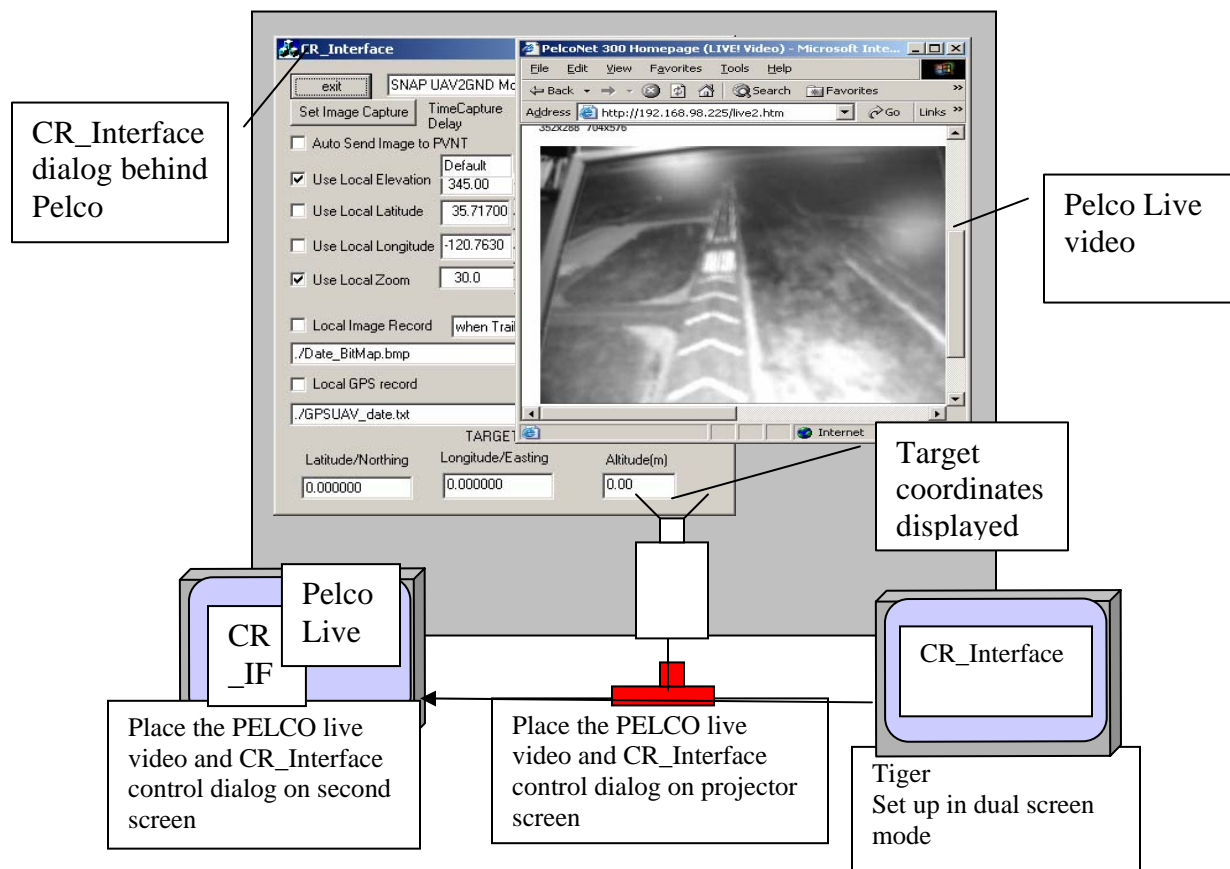 CR_Interface
exit
SNAP UAV2GND Mo
Set Image Capture
TimeCapture
Delay
Auto Send Image to PVNT
Default
Use Local Elevation
345.00
Use Local Latitude
35.71700
Use Local Longitude
-120.7630
Use Local Zoom
30.0
Local Image Record
when Trai
./Date_BitMap.bmp
Local GPS record
./GPSUAV_date.txt
TARGET
Latitude/Northing
Longitude/Easting
Altitude(m)
0.000000
0.000000
0.00
PelcoNet 300 Homepage (LIVE! Video) - Microsoft Inte...
File Edit View Favorites Tools Help
Back Search Favorites »
Address http://192.168.98.225/live2.htm Go Links »
352x288 704x576
Internet
CR_Interface
dialog behind
Pelco
Pelco Live
video
Target
coordinates
displayed
Pelco
Live
CR
_IF
CR_Interface
Place the PELCO live
video and CR_Interface
control dialog on second
screen
Place the PELCO live
video and CR_Interface
control dialog on projector
screen
Tiger
Set up in dual screen
mode